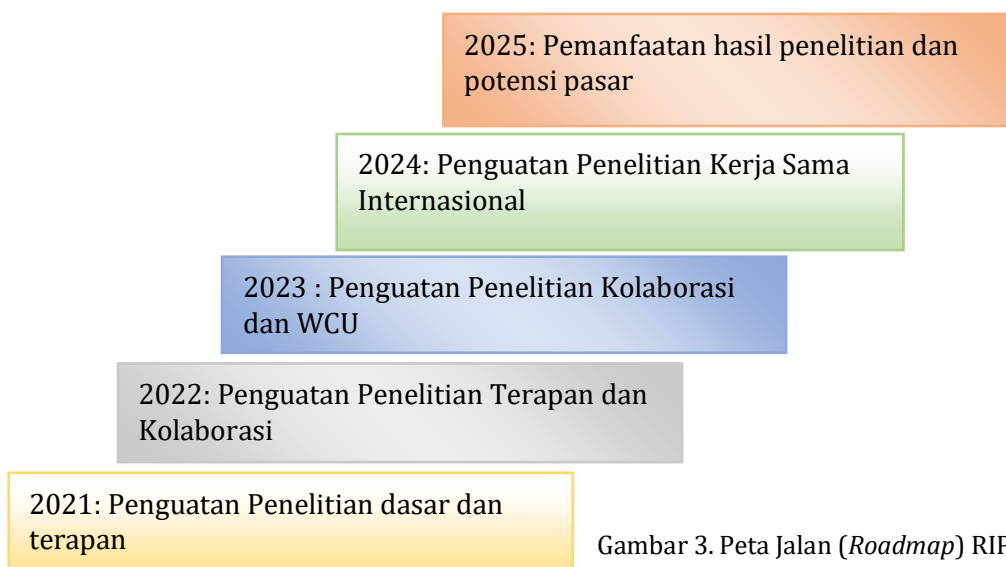 2025: Pemanfaatan hasil penelitian dan
potensi pasar
2024: Penguatan Penelitian Kerja Sama
Internasional
2023 : Penguatan Penelitian Kolaborasi
dan WCU
2022: Penguatan Penelitian Terapan dan
Kolaborasi
2021: Penguatan Penelitian dasar dan
terapan
Gambar 3. Peta Jalan (Roadmap) RIP